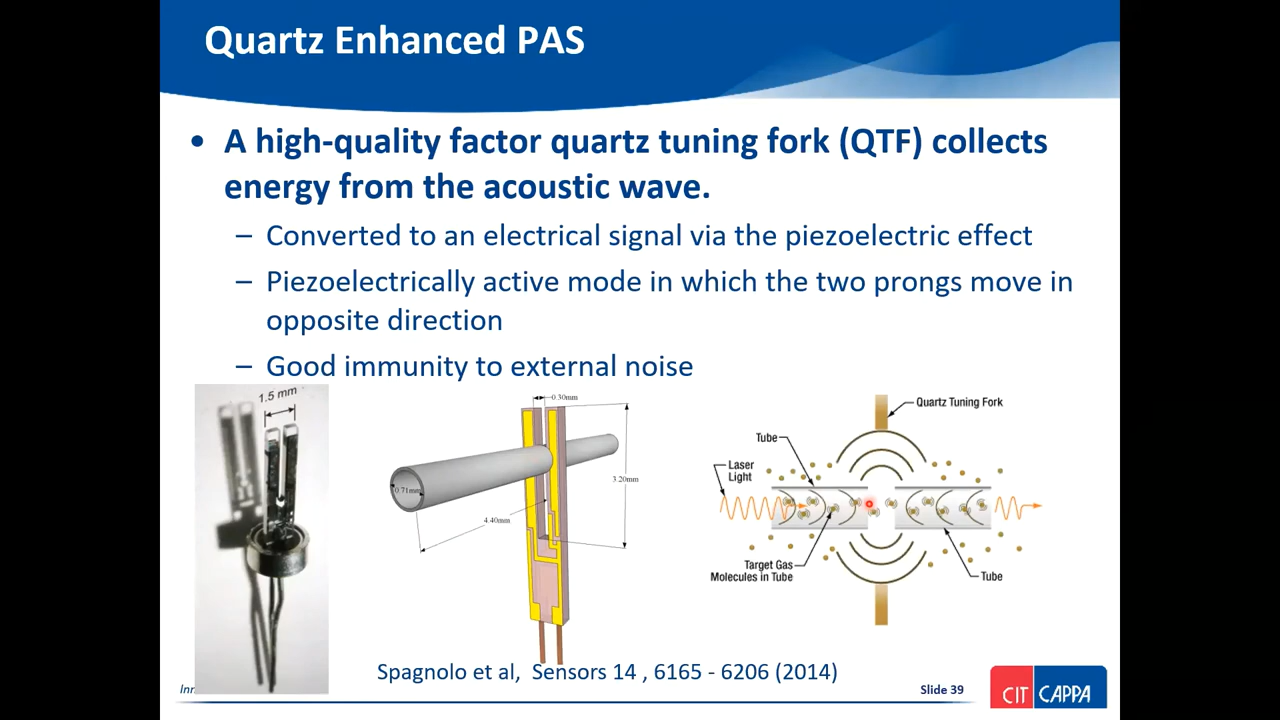 Quartz Enhanced PAS
• A high-quality factor quartz tuning fork (QTF) collects
energy from the acoustic wave.
– Converted to an electrical signal via the piezoelectric effect
– Piezoelectrically active mode in which the two prongs move in
opposite direction
– Good immunity to external noise
1.5 mm
0.30mm
0.71mm
3.20mm
4.40mm
Quartz Tuning Fork
Tube
Laser
Light
Target Gas
Molecules in Tube
Tube
Spagnolo et al, Sensors 14 , 6165 - 6206 (2014)
Slide 39
CIT CAPPA